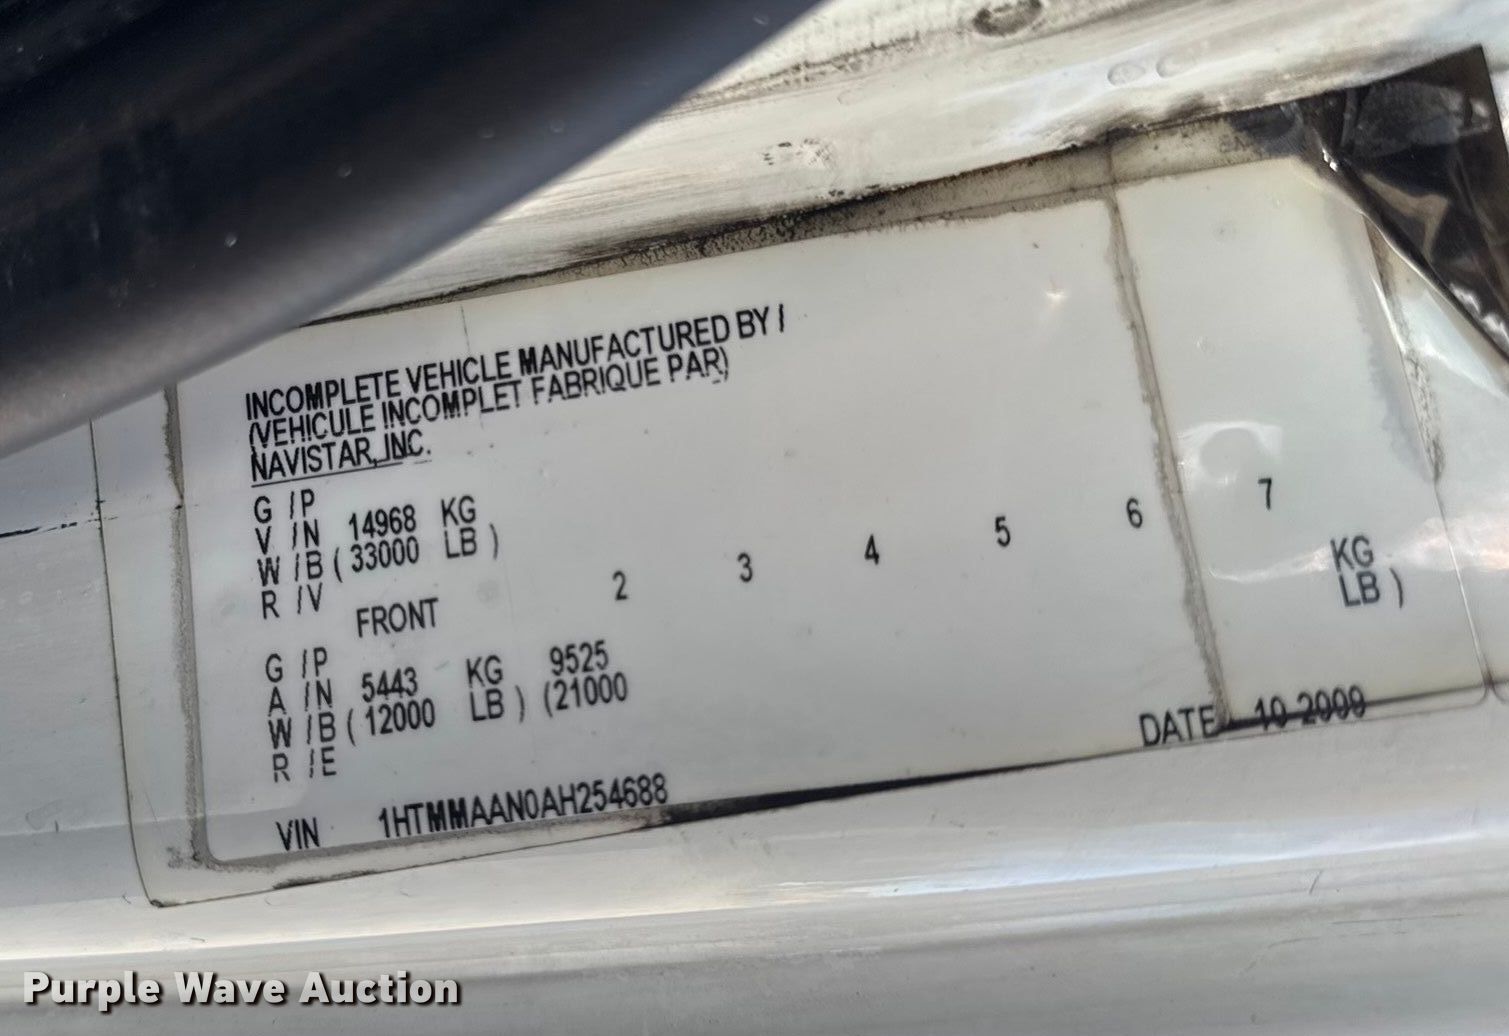 INCOMPLETE VEHICLE MANUFACTURED BY /
(VEHICULE INCOMPLET FABRIQUE PAR)
NAVISTAR, INC.
G /P
V /N 14968 KG
W /B ( 33000 LB )
R /V
FRONT 2 3 4 5 6 7
G /P
A /N 5443 KG 9525 KG
W /B ( 12000 LB ) (21000 LB )
R /E
DATE 10-2009
VIN 1HTMMAAN0AH254688
Purple Wave Auction